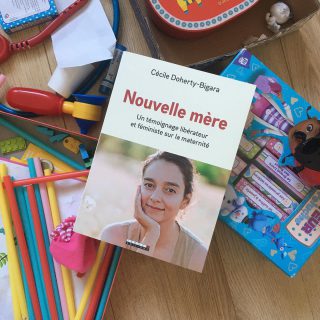 Cécile Doherty-Bigara
Nouvelle mère
Un témoignage libérateur
et féministe sur la maternité